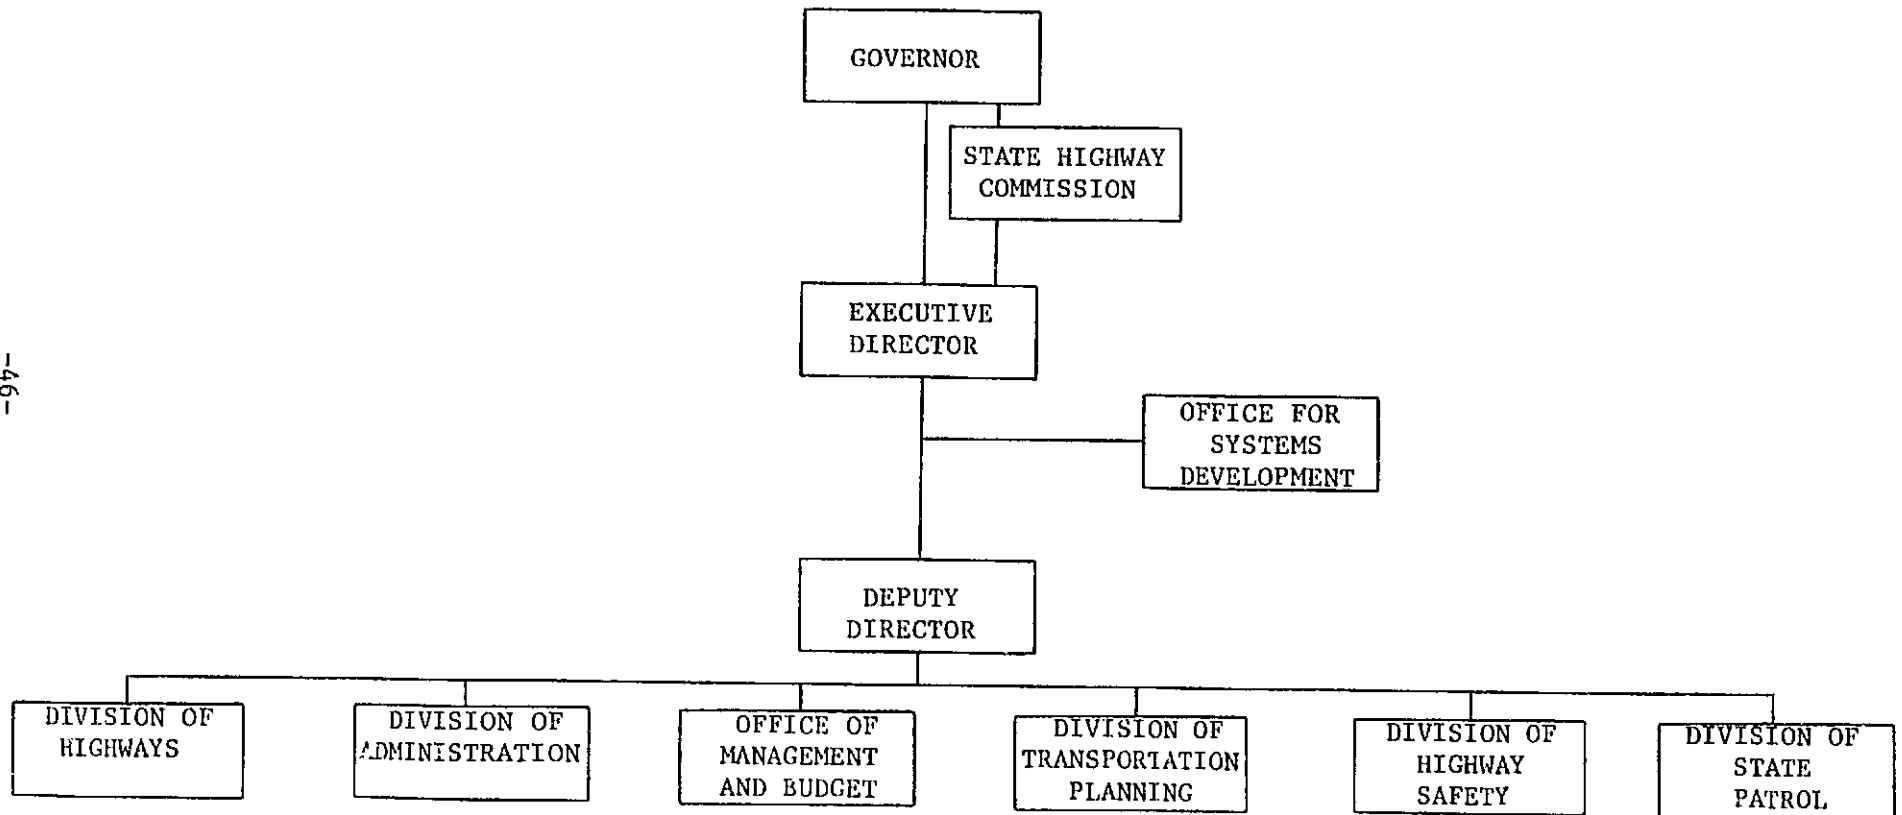 GOVERNOR
STATE HIGHWAY
COMMISSION
EXECUTIVE
DIRECTOR
-46-
OFFICE FOR
SYSTEMS
DEVELOPMENT
DEPUTY
DIRECTOR
DIVISION OF
HIGHWAYS
DIVISION OF
ADMINISTRATION
OFFICE OF
MANAGEMENT
AND BUDGET
DIVISION OF
TRANSPORTATION
PLANNING
DIVISION OF
HIGHWAY
SAFETY
DIVISION OF
STATE
PATROL